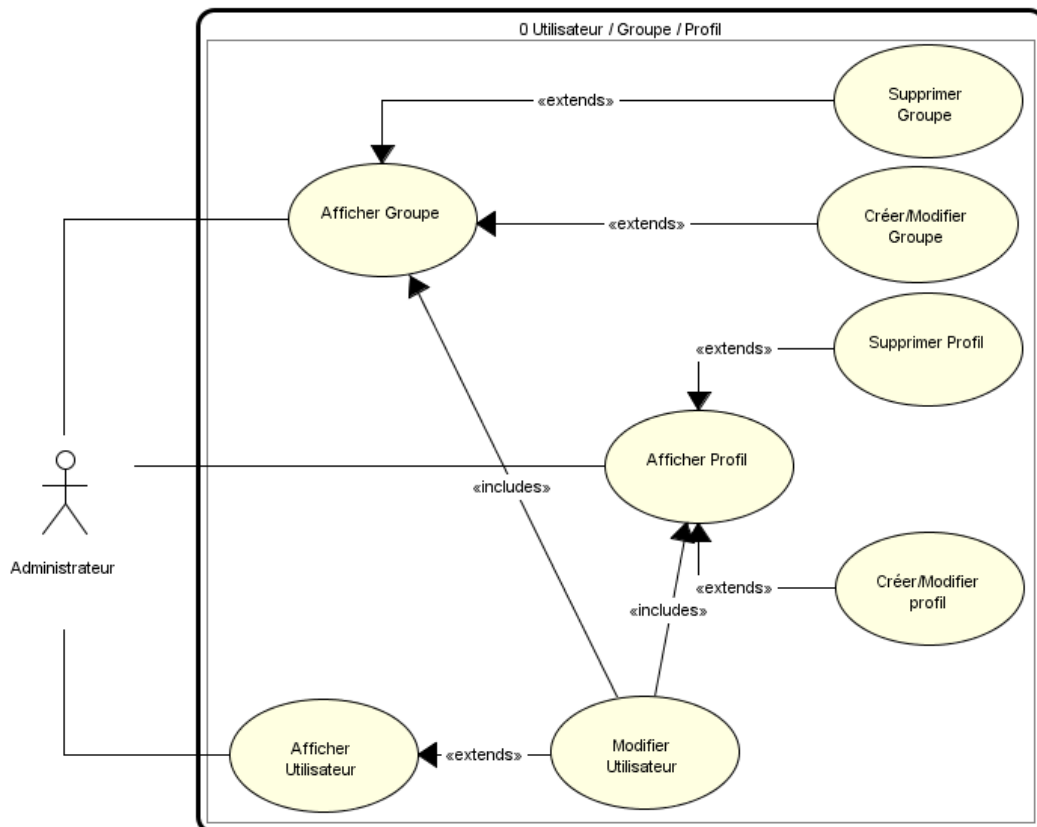 0 Utilisateur / Groupe / Profil
Supprimer
Groupe
«extends»
Afficher Groupe
Créer/Modifier
Groupe
«extends»
Supprimer Profil
«extends»
Afficher Profil
«includes»
Administrateur
Créer/Modifier
profil
«extends»
«includes»
Afficher
Utilisateur
«extends»
Modifier
Utilisateur